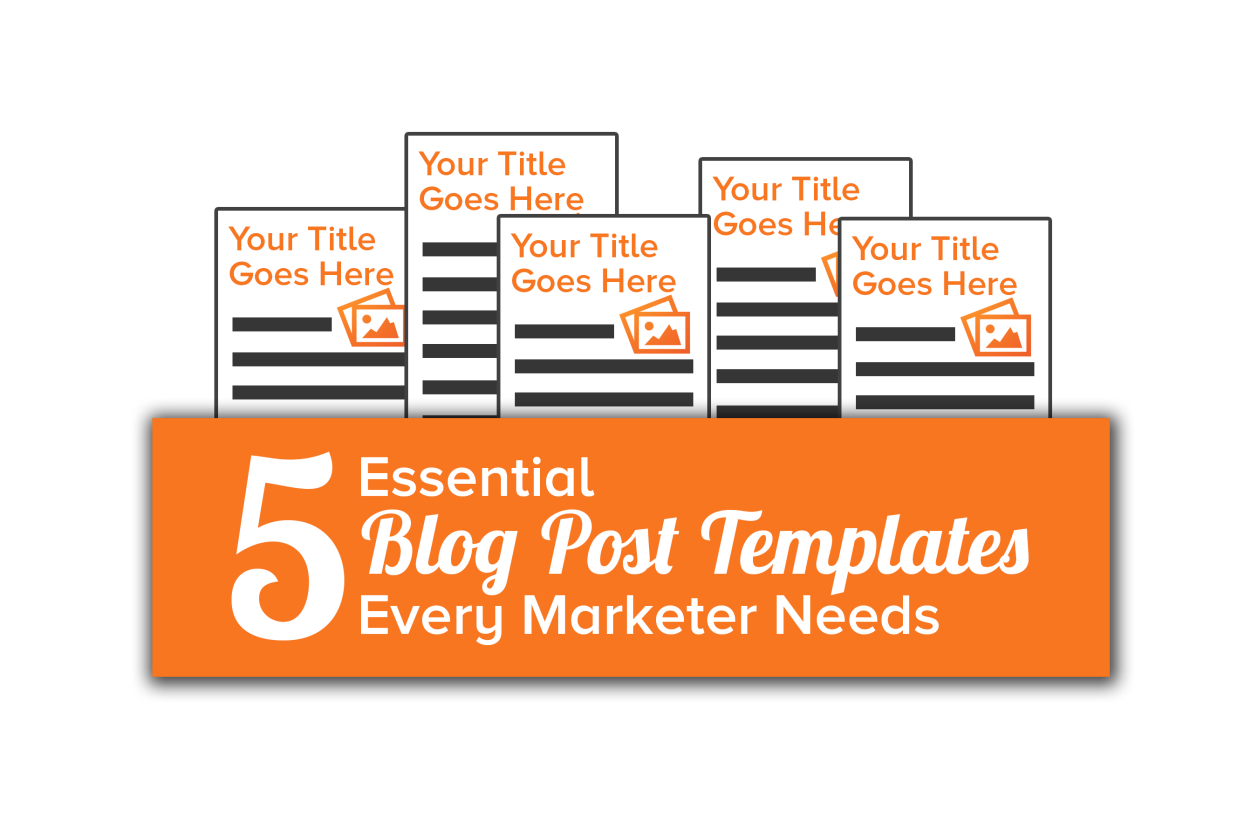 Your Title
Goes Here
Your Title
Goes Here
Your Title
Goes Here
Your Title
Goes He
Your Title
Goes Here
5
Essential
Blog Post Templates
Every Marketer Needs